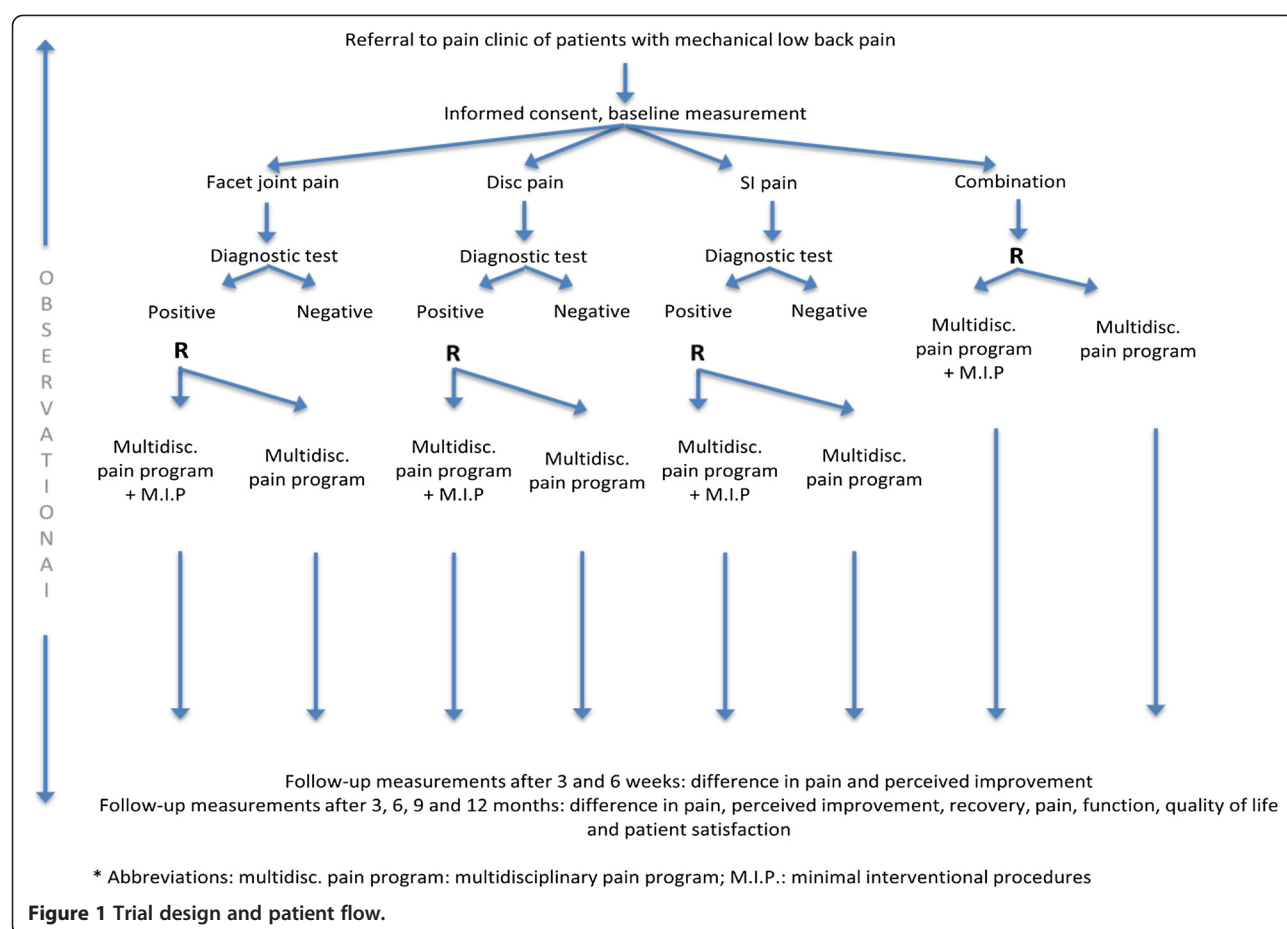 Referral to pain clinic of patients with mechanical low back pain
Informed consent, baseline measurement
Facet joint pain
Disc pain
SI pain
Combination
Diagnostic test
Diagnostic test
Diagnostic test
R
Positive
Negative
Positive
Negative
Positive
Negative
Multidisc.
pain program
+ M.I.P
Multidisc.
pain program
R
R
R
Multidisc.
pain program
+ M.I.P
Multidisc.
pain program
Multidisc.
pain program
+ M.I.P
Multidisc.
pain program
Multidisc.
pain program
+ M.I.P
Multidisc.
pain program
O
B
S
E
R
V
A
T
I
O
N
A
l
Follow-up measurements after 3 and 6 weeks: difference in pain and perceived improvement
Follow-up measurements after 3, 6, 9 and 12 months: difference in pain, perceived improvement, recovery, pain, function, quality of life
and patient satisfaction
* Abbreviations: multidisc. pain program: multidisciplinary pain program; M.I.P.: minimal interventional procedures
Figure 1 Trial design and patient flow.